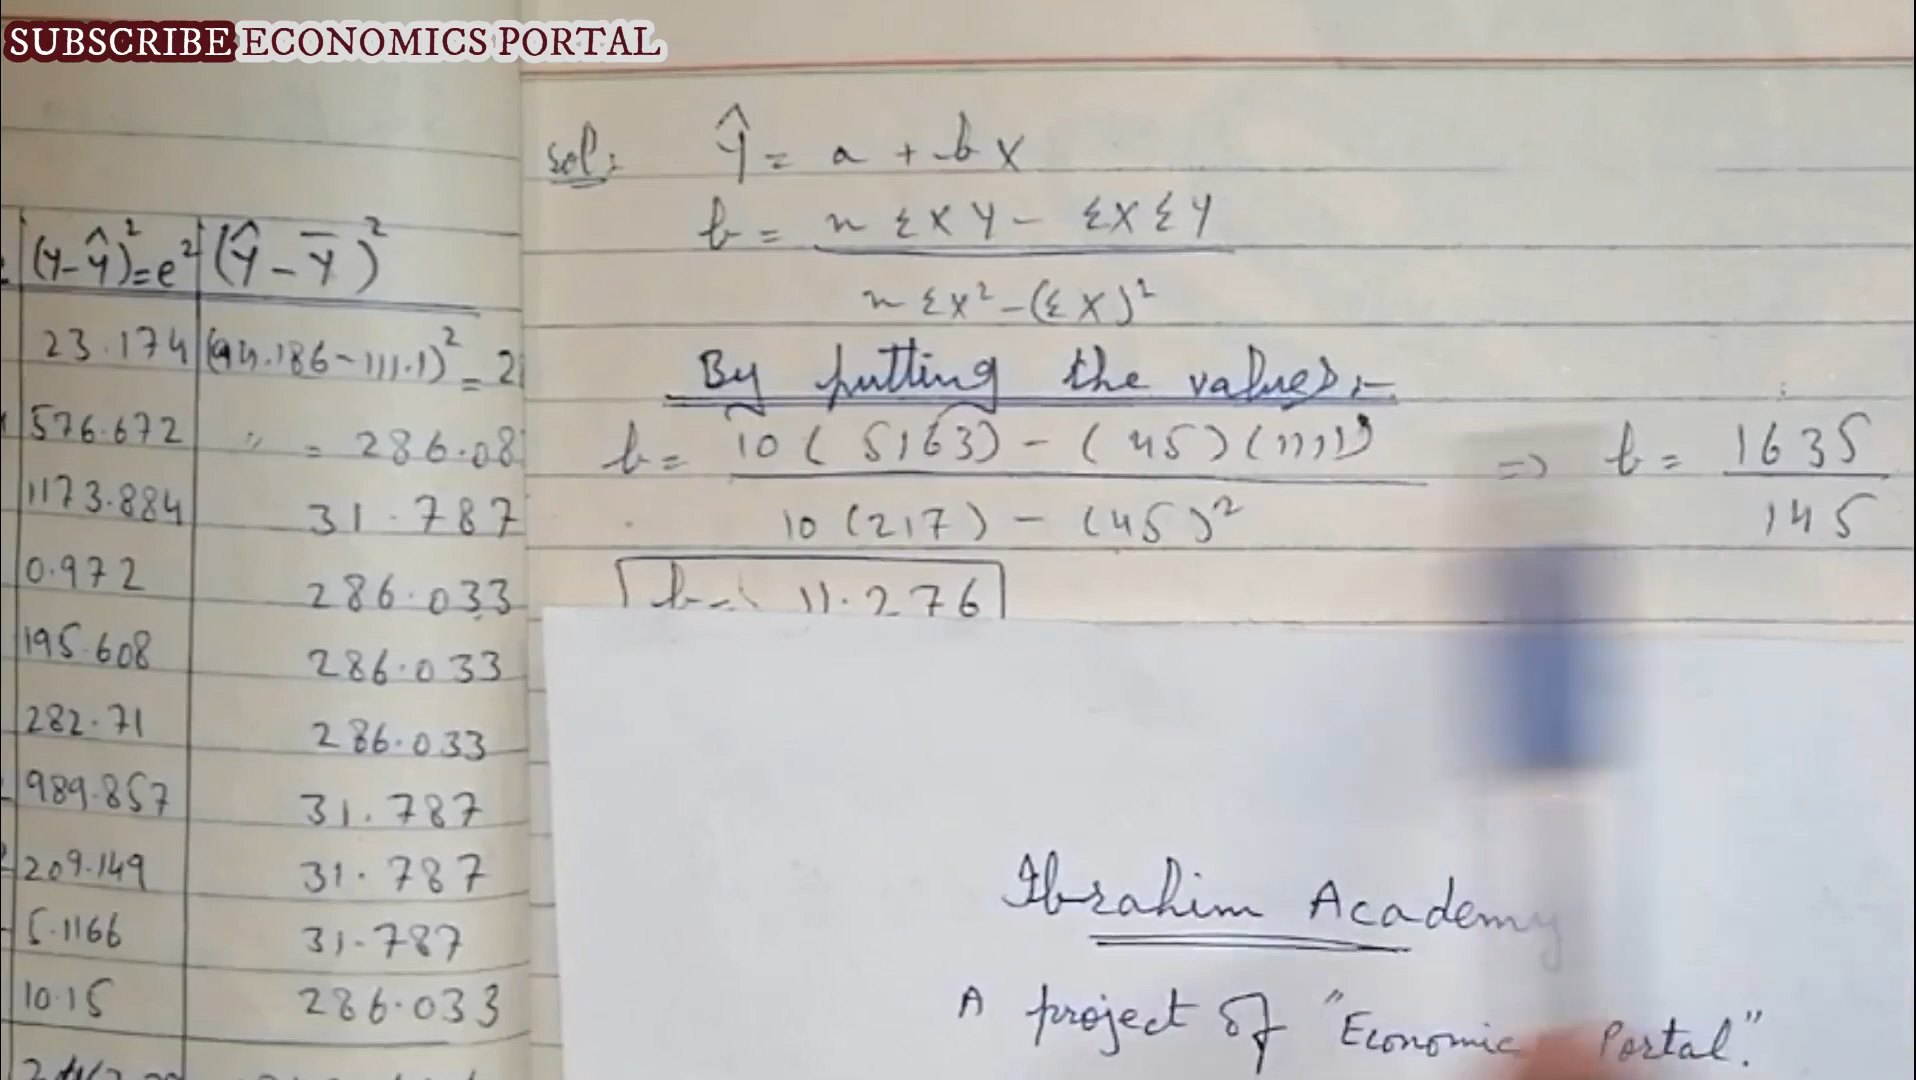 SUBSCRIBE ECONOMICS PORTAL
(Y-Ŷ)²=e² (Ŷ-Ȳ)²
23.174 (94.186-111.1)² = 2
576.672 " = 286.08
1173.884 31.787
0.972 286.033
195.608 286.033
282.71 286.033
989.857 31.787
209.149 31.787
5.1166 31.787
10.15 286.033
sol: Ŷ = a + bX
b = nΣXY - ΣXΣY
nΣX² - (ΣX)²
By putting the values:-
b = 10(5163) - (45)(1111) => b = 1635
10(217) - (45)² 145
b = 11.276
Ibrahim Academy
A project of "Economic Portal."